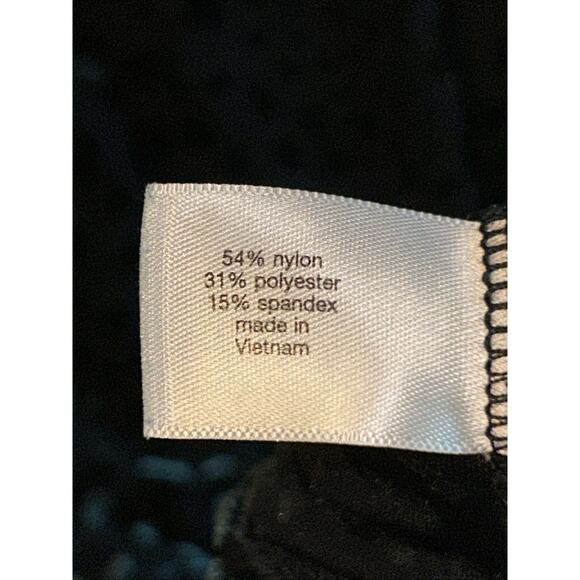 54% nylon
31% polyester
15% spandex
made in
Vietnam